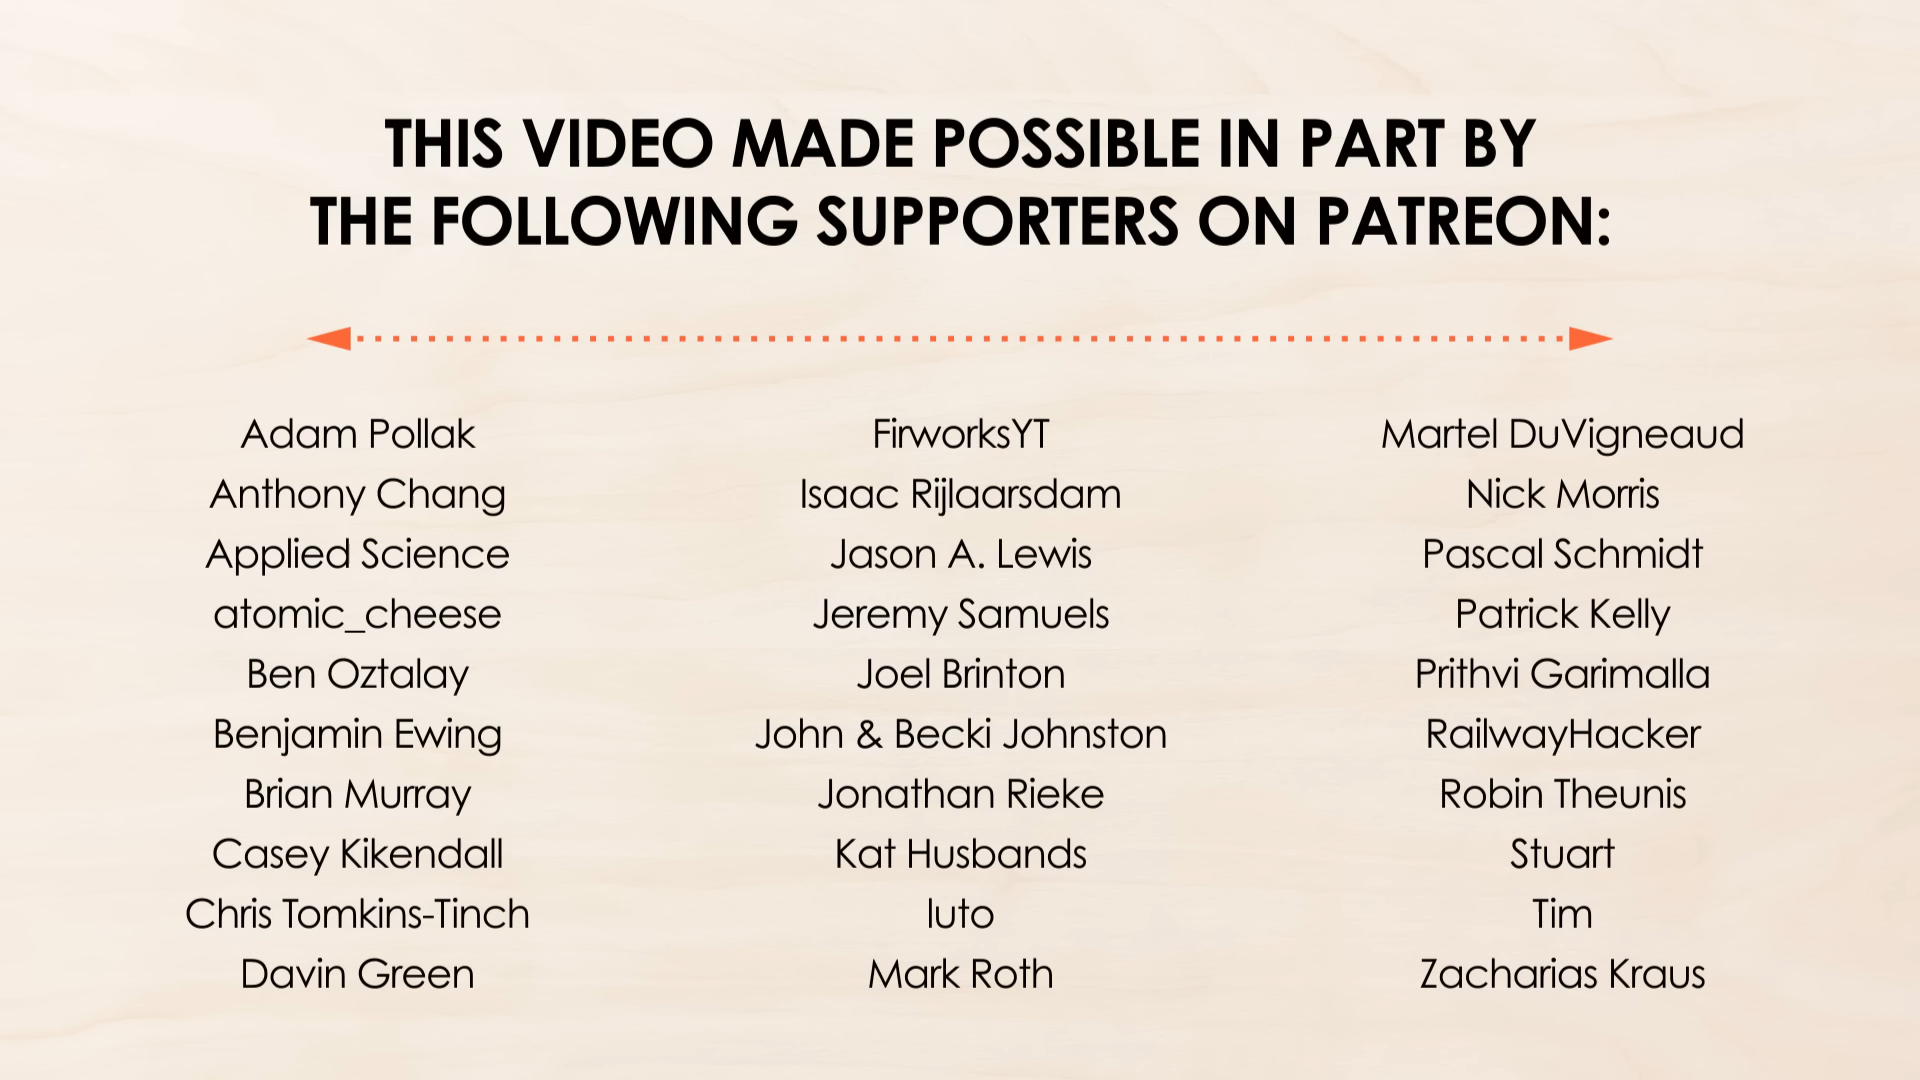 THIS VIDEO MADE POSSIBLE IN PART BY
THE FOLLOWING SUPPORTERS ON PATREON:
Adam Pollak
Anthony Chang
Applied Science
atomic_cheese
Ben Oztalay
Benjamin Ewing
Brian Murray
Casey Kikendall
Chris Tomkins-Tinch
Davin Green
FirworksYT
Isaac Rijlaarsdam
Jason A. Lewis
Jeremy Samuels
Joel Brinton
John & Becki Johnston
Jonathan Rieke
Kat Husbands
luto
Mark Roth
Martel DuVigneaud
Nick Morris
Pascal Schmidt
Patrick Kelly
Prithvi Garimalla
RailwayHacker
Robin Theunis
Stuart
Tim
Zacharias Kraus